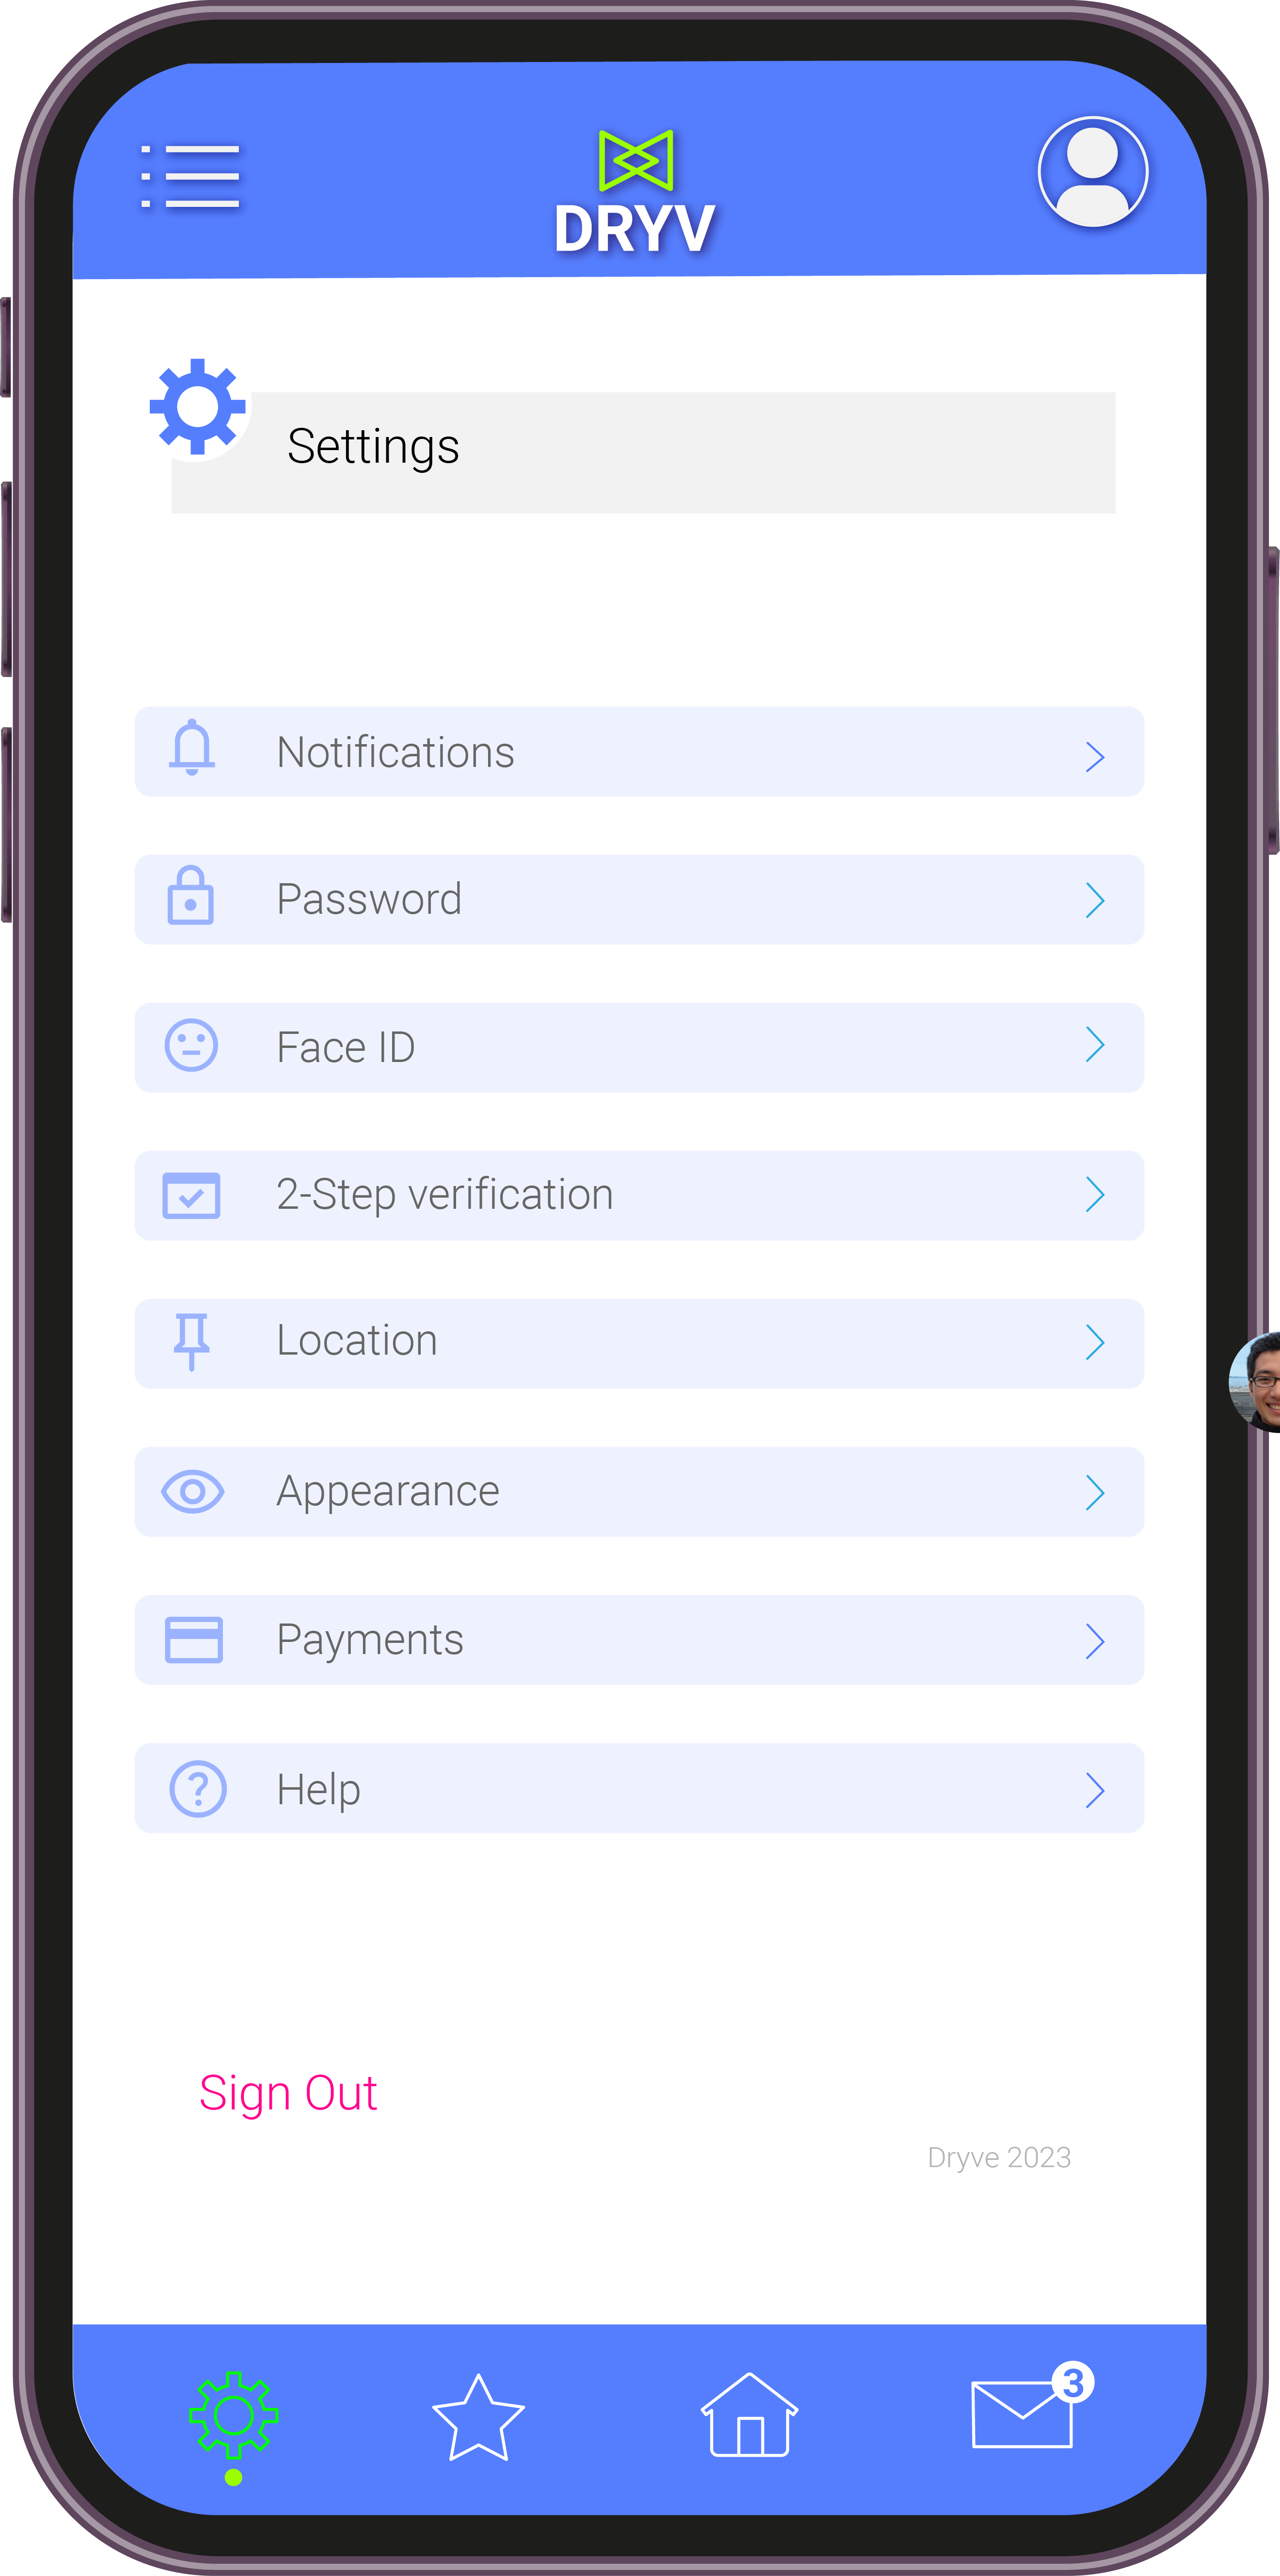 DRYV
Settings
Notifications
Password
Face ID
2-Step verification
Location
Appearance
Payments
Help
Sign Out
Dryve 2023
3